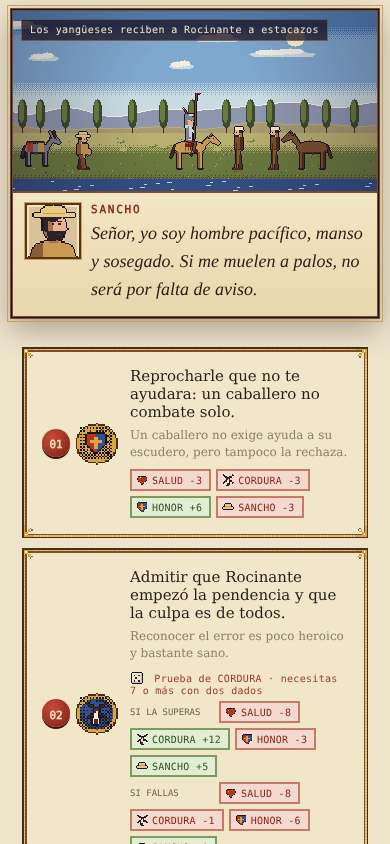 Los yangüeses reciben a Rocinante a estacazos
SANCHO
Señor, yo soy hombre pacífico, manso
y sosegado. Si me muelen a palos, no
será por falta de aviso.
01
Reprocharle que no te
ayudara: un caballero no
combate solo.
Un caballero no exige ayuda a su
escudero, pero tampoco la rechaza.
SALUD -3 CORDURA -3
HONOR +6 SANCHO -3
02
Admitir que Rocinante
empezó la pendencia y que
la culpa es de todos.
Reconocer el error es poco heroico
y bastante sano.
Prueba de CORDURA · necesitas
7 o más con dos dados
SI LA SUPERAS SALUD -8
CORDURA +12 HONOR -3
SANCHO +5
SI FALLAS SALUD -8
CORDURA -1 HONOR -6